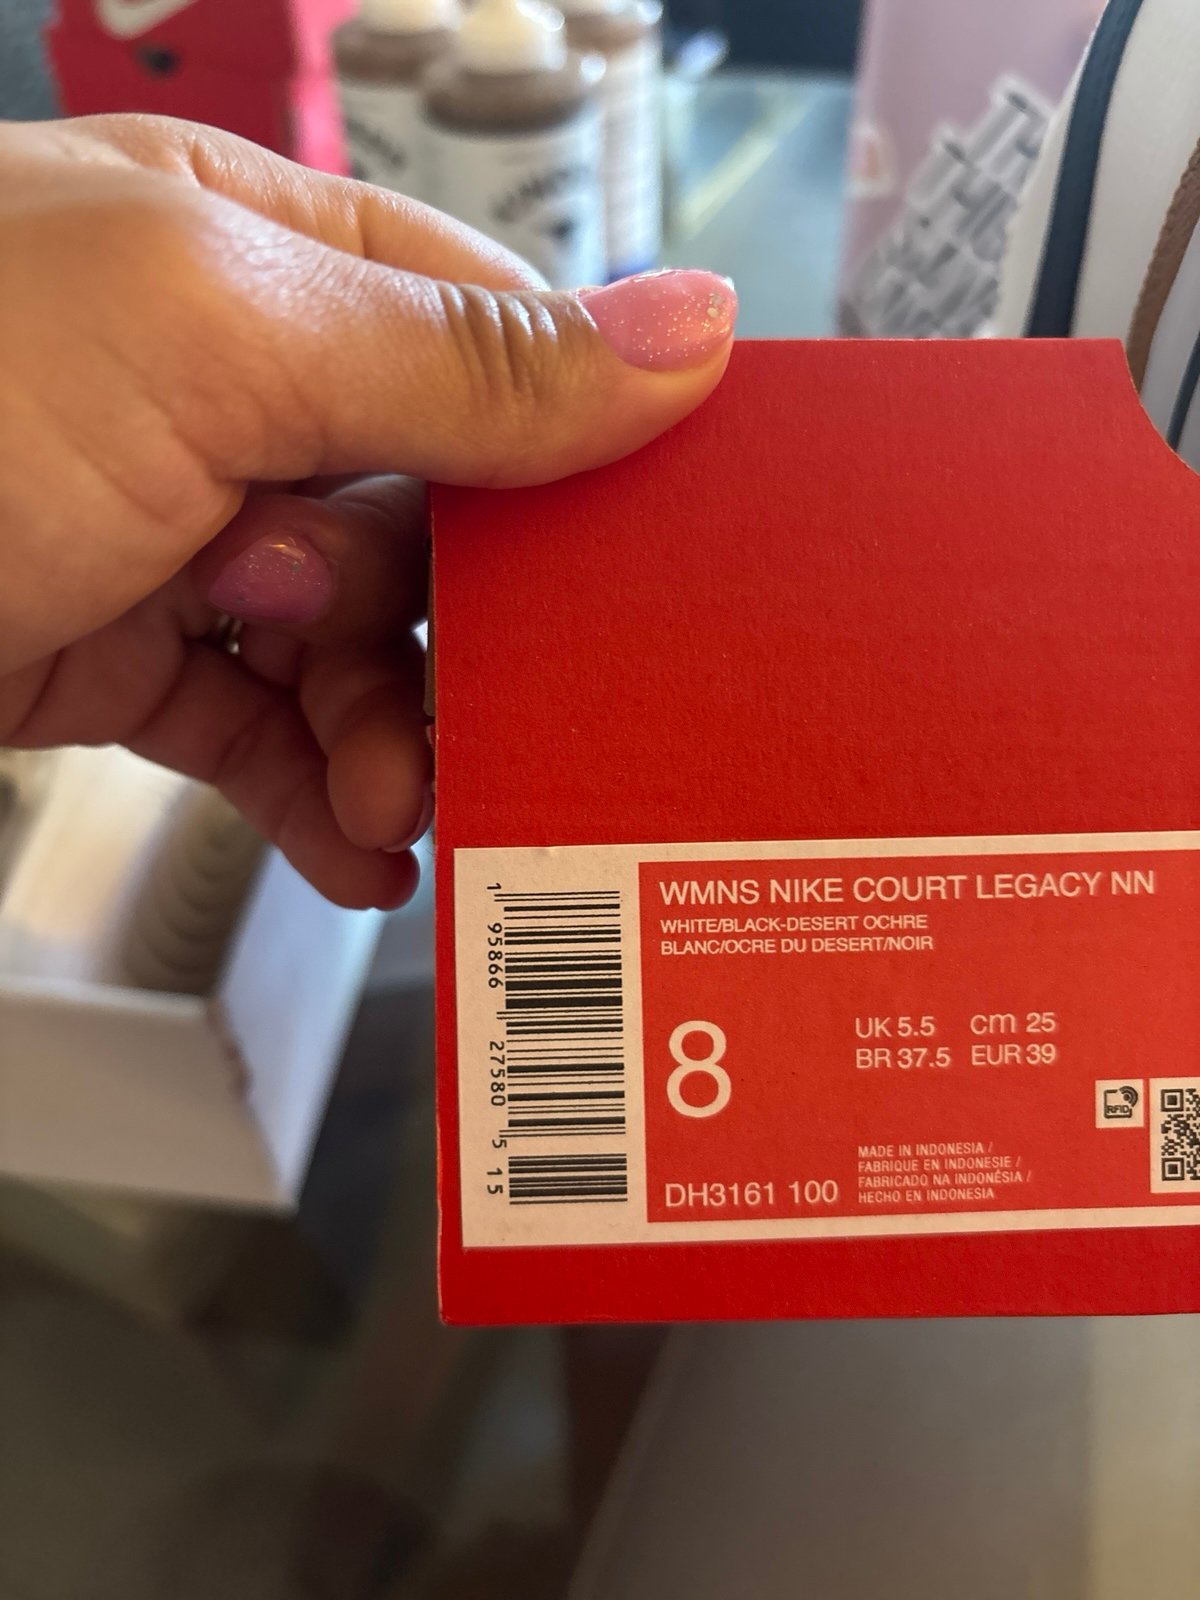 WMNS NIKE COURT LEGACY NN
WHITE/BLACK-DESERT OCHRE
BLANC/OCRE DU DESERT/NOIR
8
UK 5.5 cm 25
BR 37.5 EUR 39
RFID
DH3161 100
MADE IN INDONESIA /
FABRIQUE EN INDONESIE /
FABRICADO NA INDONÉSIA /
HECHO EN INDONESIA
1 95866 27580 5 15